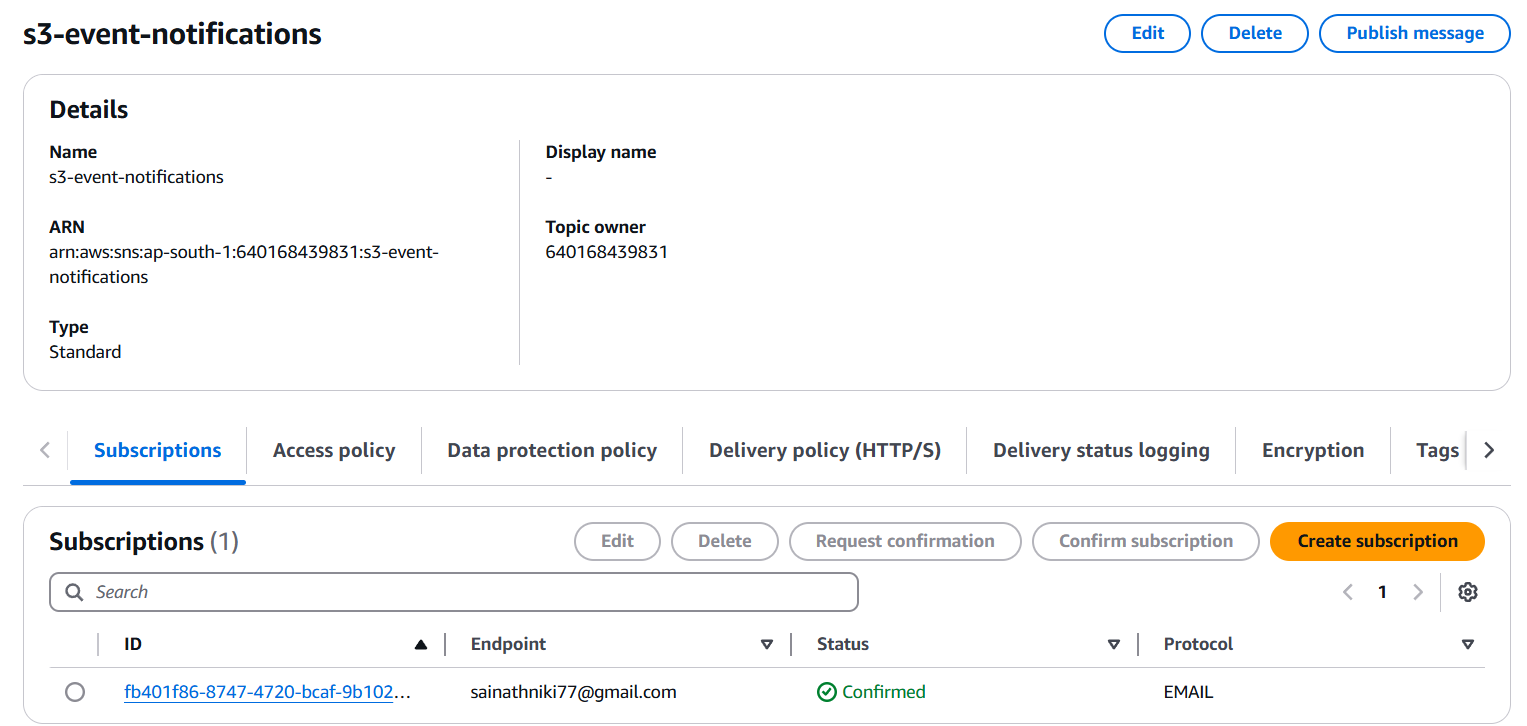 s3-event-notifications
Edit
Delete
Publish message
Details
Name
s3-event-notifications
Display name
-
ARN
arn:aws:sns:ap-south-1:640168439831:s3-event-
notifications
Topic owner
640168439831
Type
Standard
Subscriptions
Access policy
Data protection policy
Delivery policy (HTTP/S)
Delivery status logging
Encryption
Tags
Subscriptions (1)
Edit
Delete
Request confirmation
Confirm subscription
Create subscription
Search
1
ID
Endpoint
Status
Protocol
fb401f86-8747-4720-bcaf-9b102...
sainathniki77@gmail.com
Confirmed
EMAIL